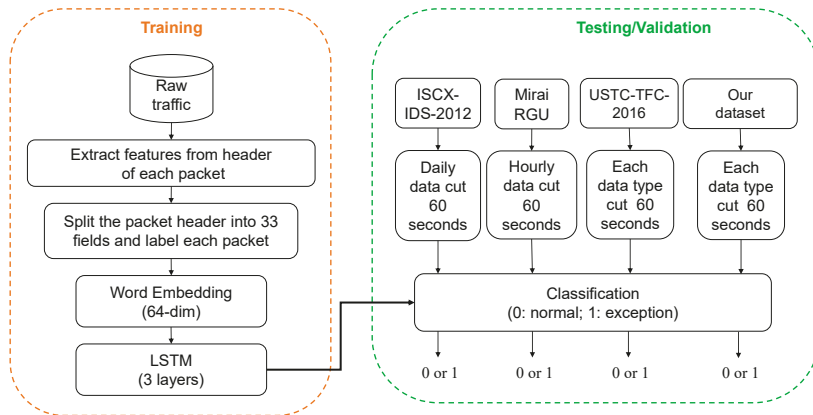 Training
Raw
traffic
Extract features from header
of each packet
Split the packet header into 33
fields and label each packet
Word Embedding
(64-dim)
LSTM
(3 layers)
Testing/Validation
ISCX-
IDS-2012
Mirai
RGU
USTC-TFC-
2016
Our
dataset
Daily
data cut
60
seconds
Hourly
data cut
60
seconds
Each
data type
cut 60
seconds
Each
data type
cut 60
seconds
Classification
(0: normal; 1: exception)
0 or 1
0 or 1
0 or 1
0 or 1